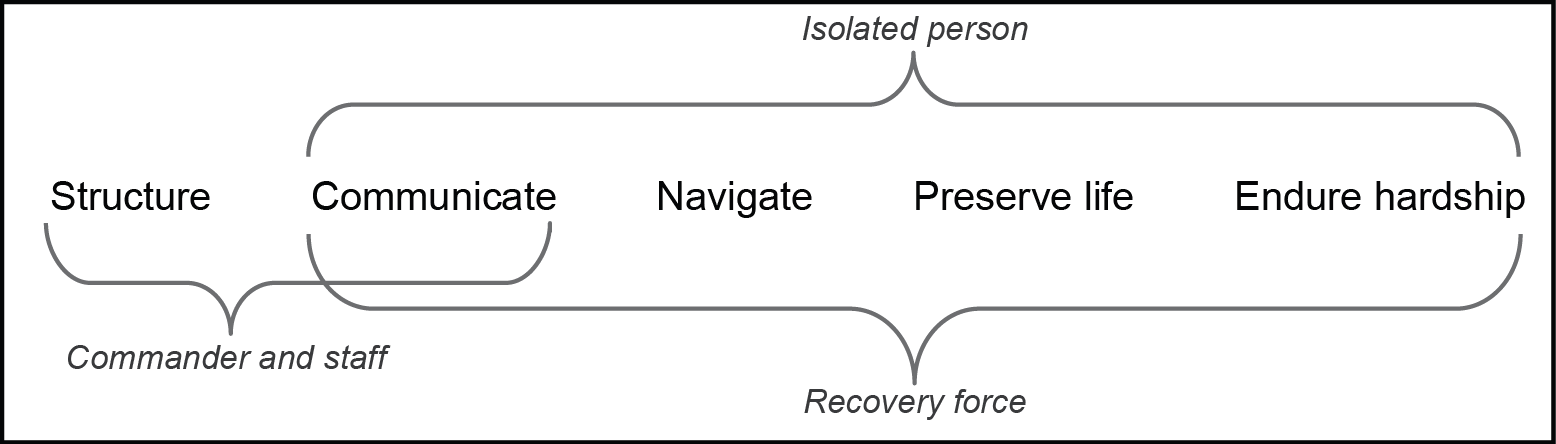 Isolated person
Structure Communicate Navigate Preserve life Endure hardship
Commander and staff
Recovery force